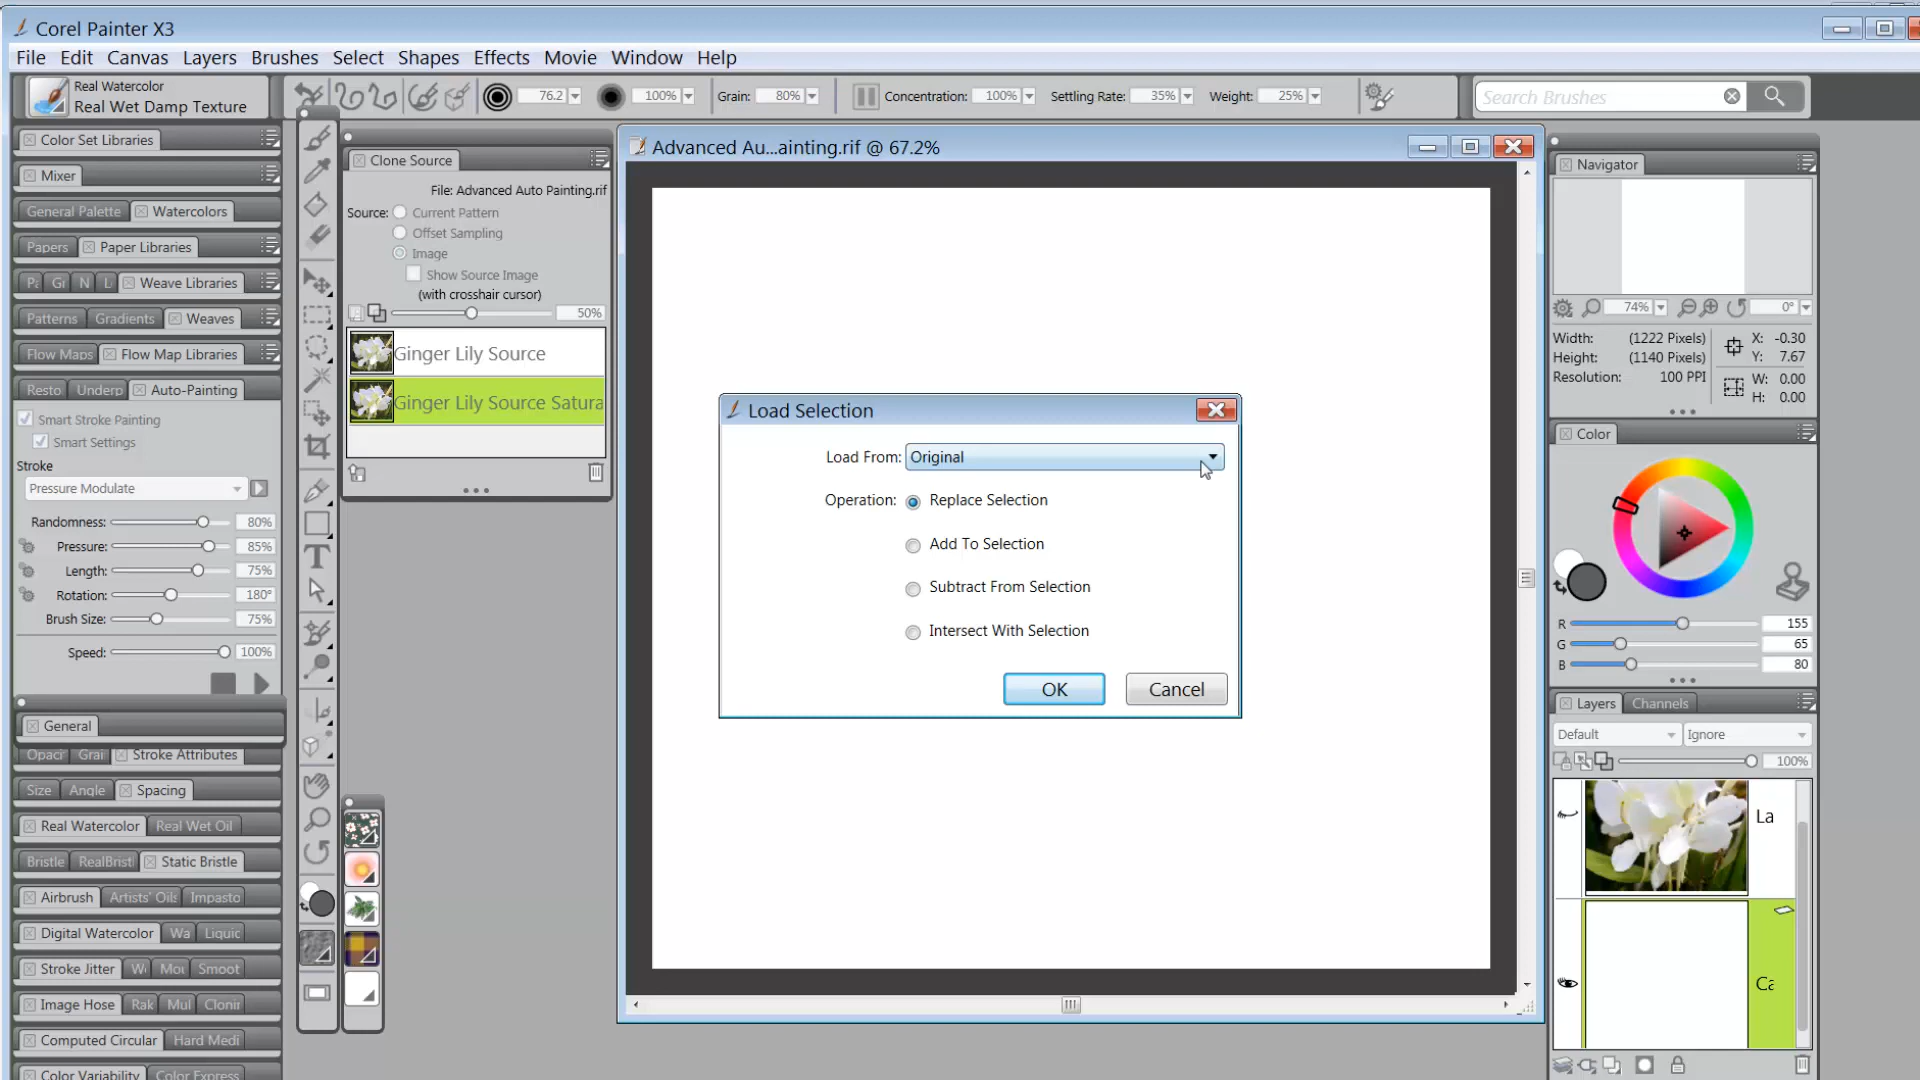 Corel Painter X3
File Edit Canvas Layers Effects Select Shapes Effects Movie Window Help
Real Watercolor
Real Wet Damp Texture
76.2 100% Grain: 80% Concentration: 100% Settling Rate: 35% Weight: 25%
Search Brushes
Color Set Libraries
Mixer
General Palette Watercolors
Papers Paper Libraries
Pa Gr N L Weave Libraries
Patterns Gradients Weaves
Flow Maps Flow Map Libraries
Resto Underp Auto-Painting
Smart Stroke Painting
Smart Settings
Stroke
Pressure Modulate
Randomness: 80%
Pressure: 85%
Length: 75%
Rotation: 180°
Brush Size: 75%
Speed: 100%
General
Opaci Grai Stroke Attributes
Size Angle Spacing
Real Watercolor Real Wet Oil
Bristle RealBristl Static Bristle
Airbrush Artists' Oils Impasto
Digital Watercolor Wa Liquid
Stroke Jitter Mou Smoot
Image Hose Rak Mul Clonin
Computed Circular Hard Medi
Color Variability Color Express
Clone Source
File: Advanced Auto Painting.rif
Source: Current Pattern
Offset Sampling
Image
Show Source Image
(with crosshair cursor)
50%
Ginger Lily Source
Ginger Lily Source Satura
Advanced Au...ainting.rif @ 67.2%
Load Selection
Load From: Original
Operation: Replace Selection
Add To Selection
Subtract From Selection
Intersect With Selection
OK Cancel
Navigator
74% 0°
Width: (1222 Pixels) X: -0.30
Height: (1140 Pixels) Y: 7.67
Resolution: 100 PPI W: 0.00
H: 0.00
Color
R 155
G 65
B 80
Layers Channels
Default Ignore
100%
La
Ca